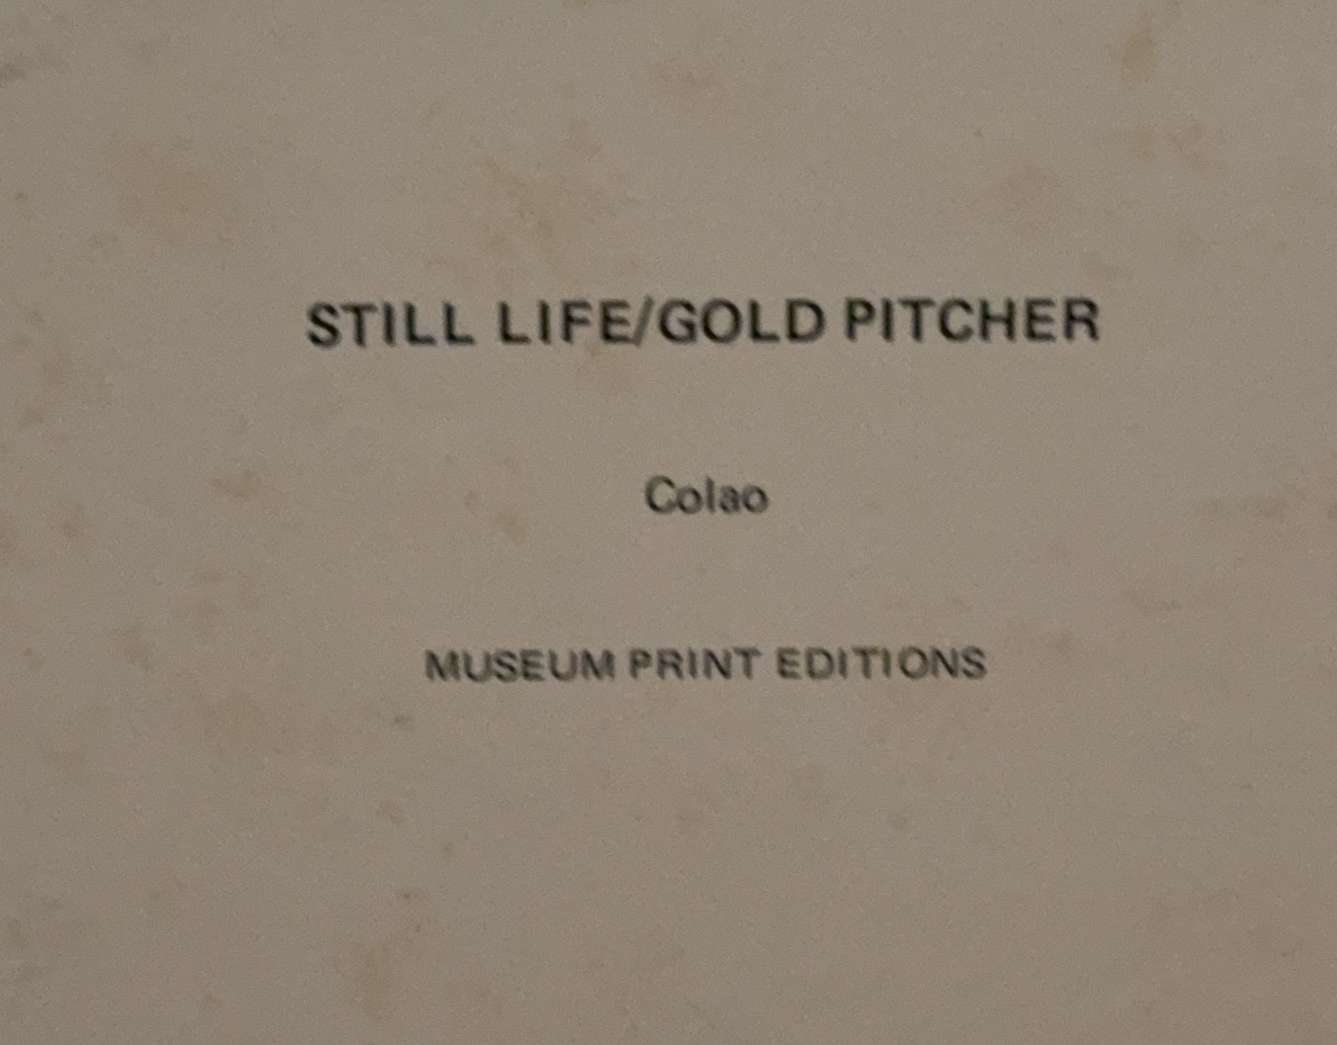 STILL LIFE/GOLD PITCHER
Colao
MUSEUM PRINT EDITIONS